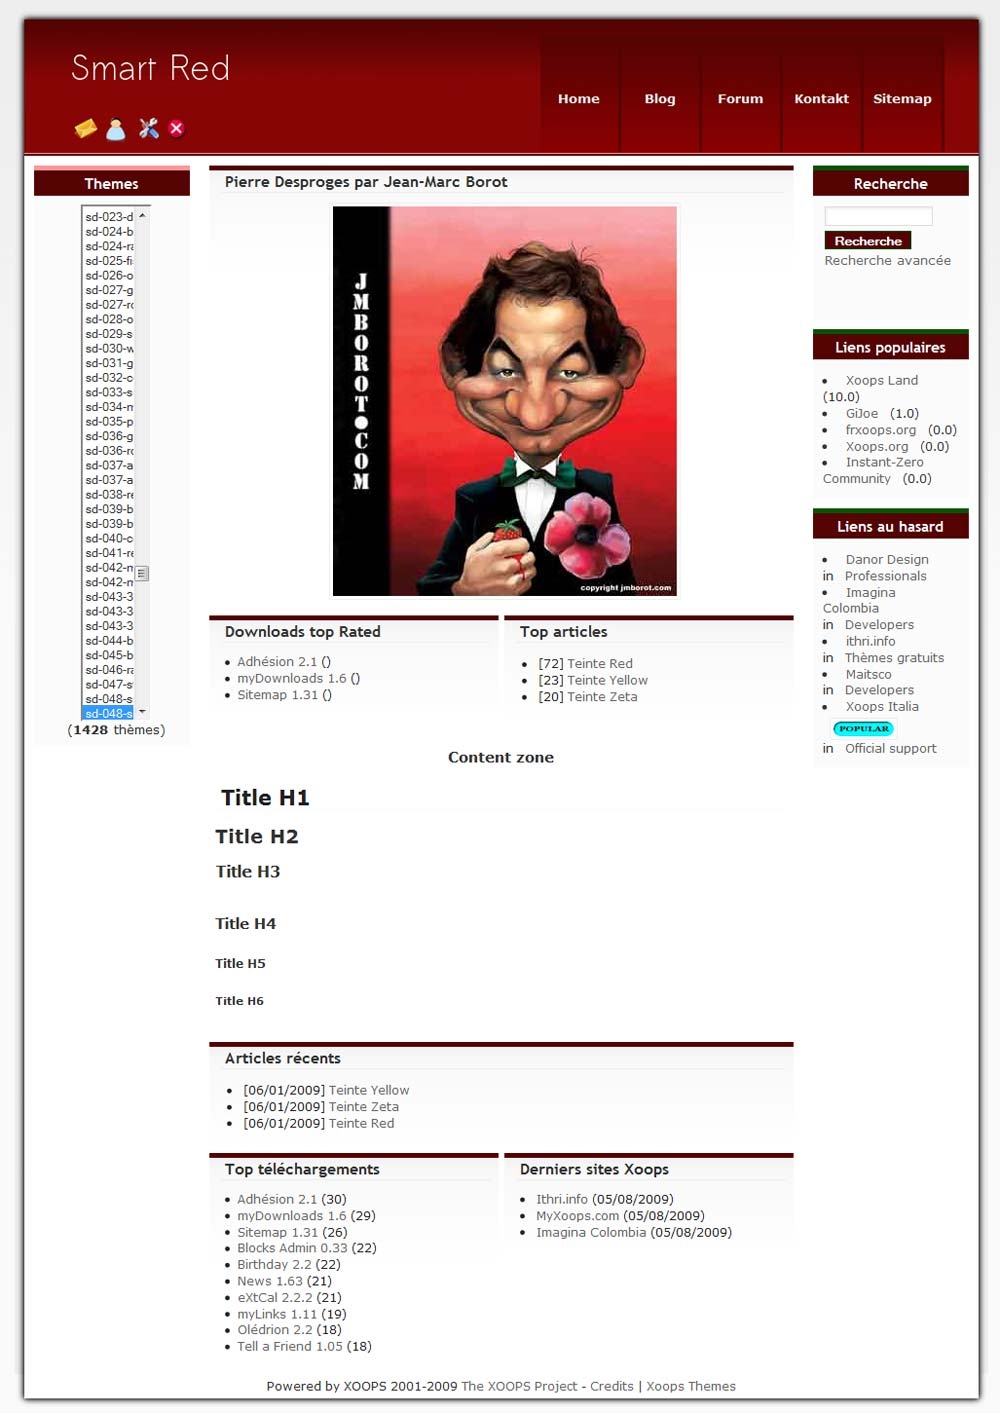 Smart Red
Home Blog Forum Kontakt Sitemap
Themes
sd-023-d
sd-024-b
sd-024-ra
sd-025-fi
sd-026-o
sd-027-g
sd-027-ro
sd-028-o
sd-029-s
sd-030-w
sd-031-g
sd-032-c
sd-033-s
sd-034-m
sd-035-p
sd-036-g
sd-036-ro
sd-037-a
sd-037-a
sd-038-re
sd-039-b
sd-039-b
sd-040-c
sd-041-re
sd-042-m
sd-042-m
sd-043-3
sd-043-3
sd-043-3
sd-044-b
sd-045-b
sd-046-ra
sd-047-s
sd-048-s
sd-048-s
(1428 thèmes)
Pierre Desproges par Jean-Marc Borot
JMBOROT.COM
copyright jmborot.com
Downloads top Rated
Adhésion 2.1 ()
myDownloads 1.6 ()
Sitemap 1.31 ()
Top articles
[72] Teinte Red
[23] Teinte Yellow
[20] Teinte Zeta
Content zone
Title H1
Title H2
Title H3
Title H4
Title H5
Title H6
Articles récents
[06/01/2009] Teinte Yellow
[06/01/2009] Teinte Zeta
[06/01/2009] Teinte Red
Top téléchargements
Adhésion 2.1 (30)
myDownloads 1.6 (29)
Sitemap 1.31 (26)
Blocks Admin 0.33 (22)
Birthday 2.2 (22)
News 1.63 (21)
eXtCal 2.2.2 (21)
myLinks 1.11 (19)
Olédrion 2.2 (18)
Tell a Friend 1.05 (18)
Derniers sites Xoops
Ithri.info (05/08/2009)
MyXoops.com (05/08/2009)
Imagina Colombia (05/08/2009)
Recherche
Recherche
Recherche avancée
Liens populaires
Xoops Land
(10.0)
GiJoe (1.0)
frxoops.org (0.0)
Xoops.org (0.0)
Instant-Zero
Community (0.0)
Liens au hasard
Danor Design
in Professionals
Imagina
Colombia
in Developers
ithri.info
in Thèmes gratuits
Maitsco
in Developers
Xoops Italia
POPULAR
in Official support
Powered by XOOPS 2001-2009 The XOOPS Project - Credits | Xoops Themes